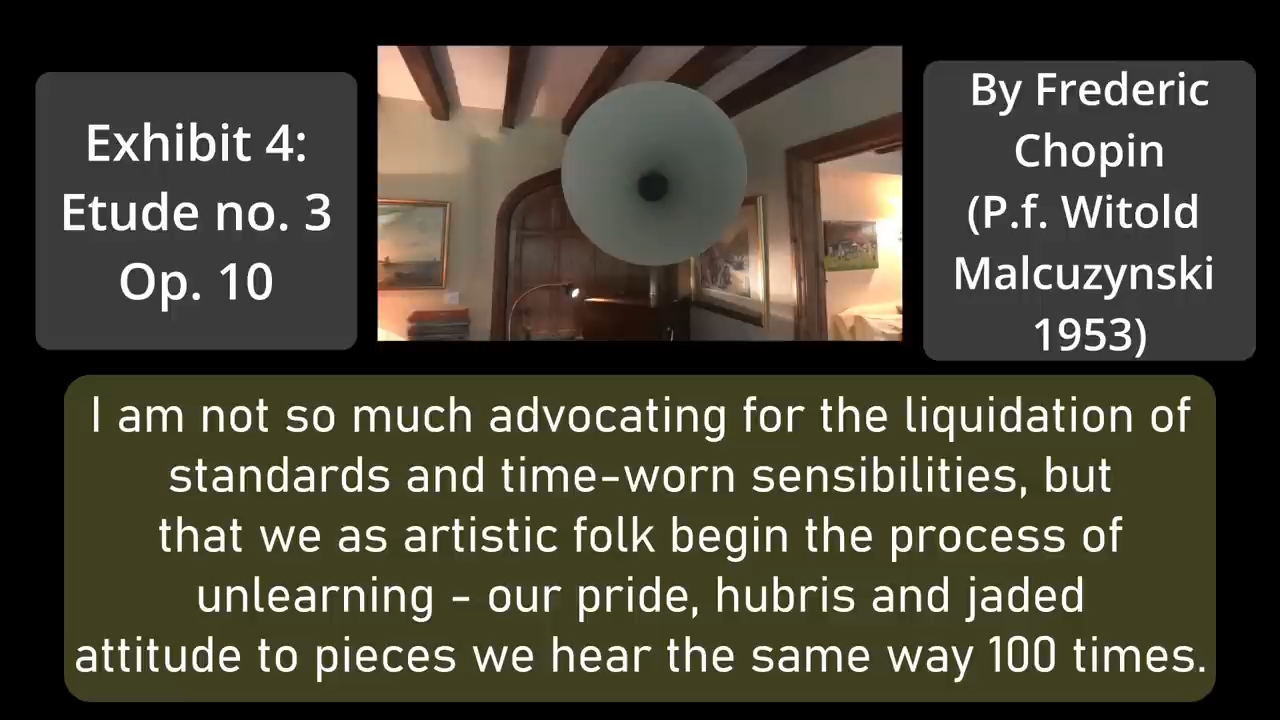 Exhibit 4:
Etude no. 3
Op. 10
By Frederic
Chopin
(P.f. Witold
Malcuzynski
1953)
I am not so much advocating for the liquidation of
standards and time-worn sensibilities, but
that we as artistic folk begin the process of
unlearning - our pride, hubris and jaded
attitude to pieces we hear the same way 100 times.